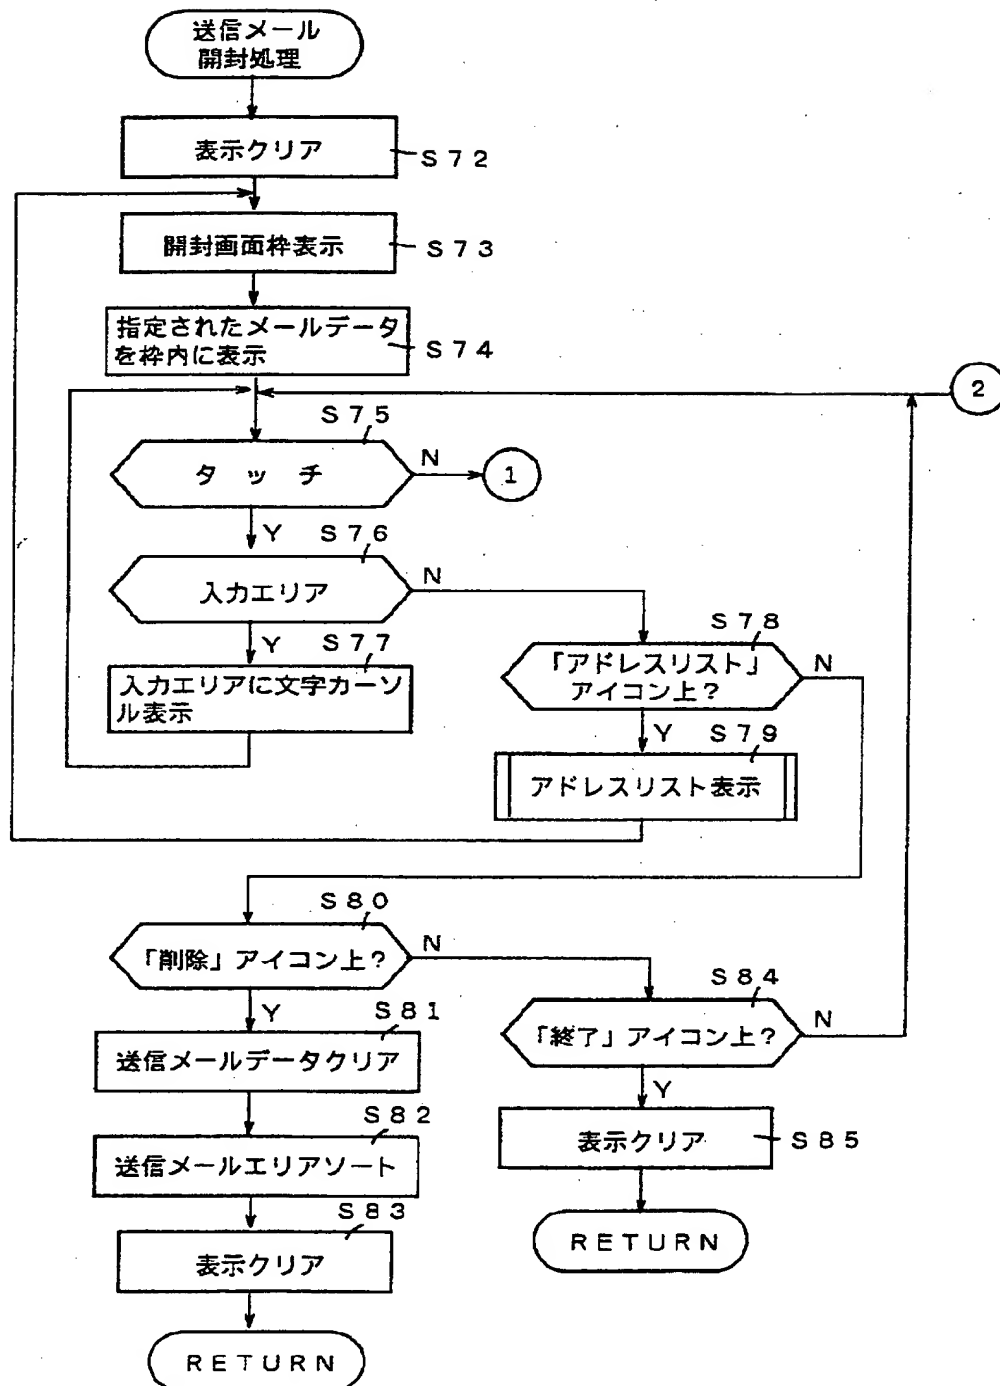 送信メール
開封処理
表示クリア
S72
開封画面枠表示
S73
指定されたメールデータ
を枠内に表示
S74
2
S75
タッチ
N
1
Y
S76
入力エリア
N
Y
S77
入力エリアに文字カーソ
ル表示
S78
「アドレスリスト」
アイコン上?
N
Y
S79
アドレスリスト表示
S80
「削除」アイコン上?
N
Y
S81
送信メールデータクリア
S82
送信メールエリアソート
S83
表示クリア
RETURN
S84
「終了」アイコン上?
N
Y
表示クリア
S85
RETURN